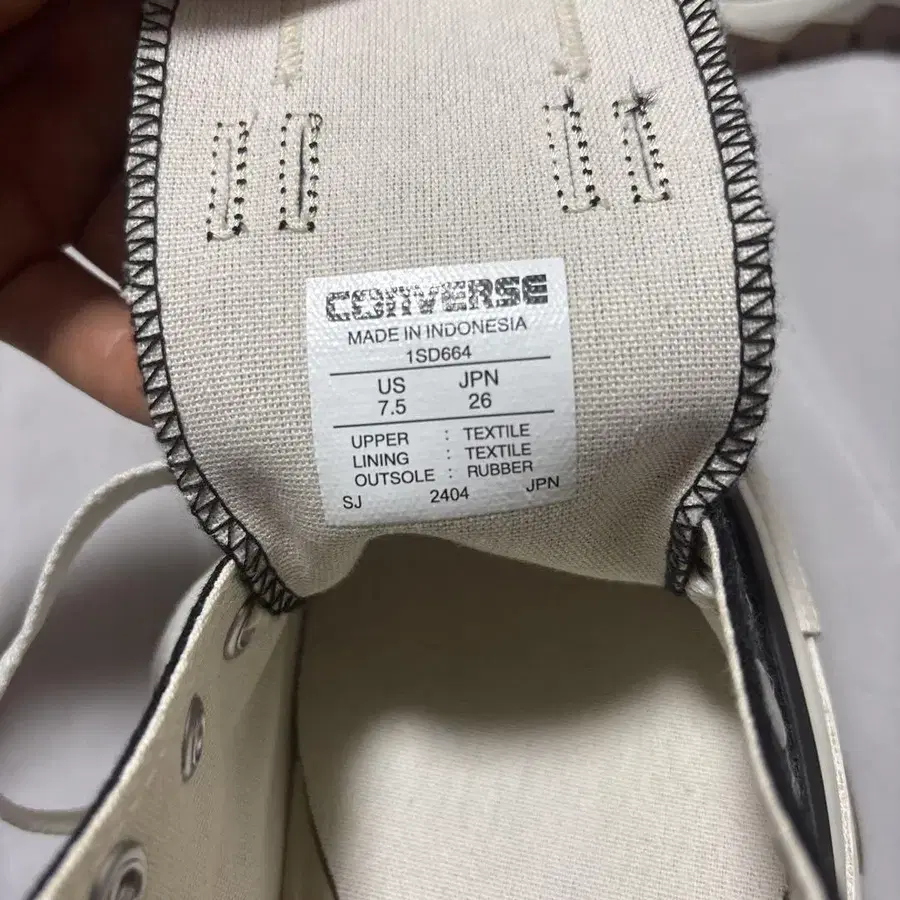 CONVERSE
MADE IN INDONESIA
1SD664
US JPN
7.5 26
UPPER : TEXTILE
LINING : TEXTILE
OUTSOLE : RUBBER
SJ 2404 JPN